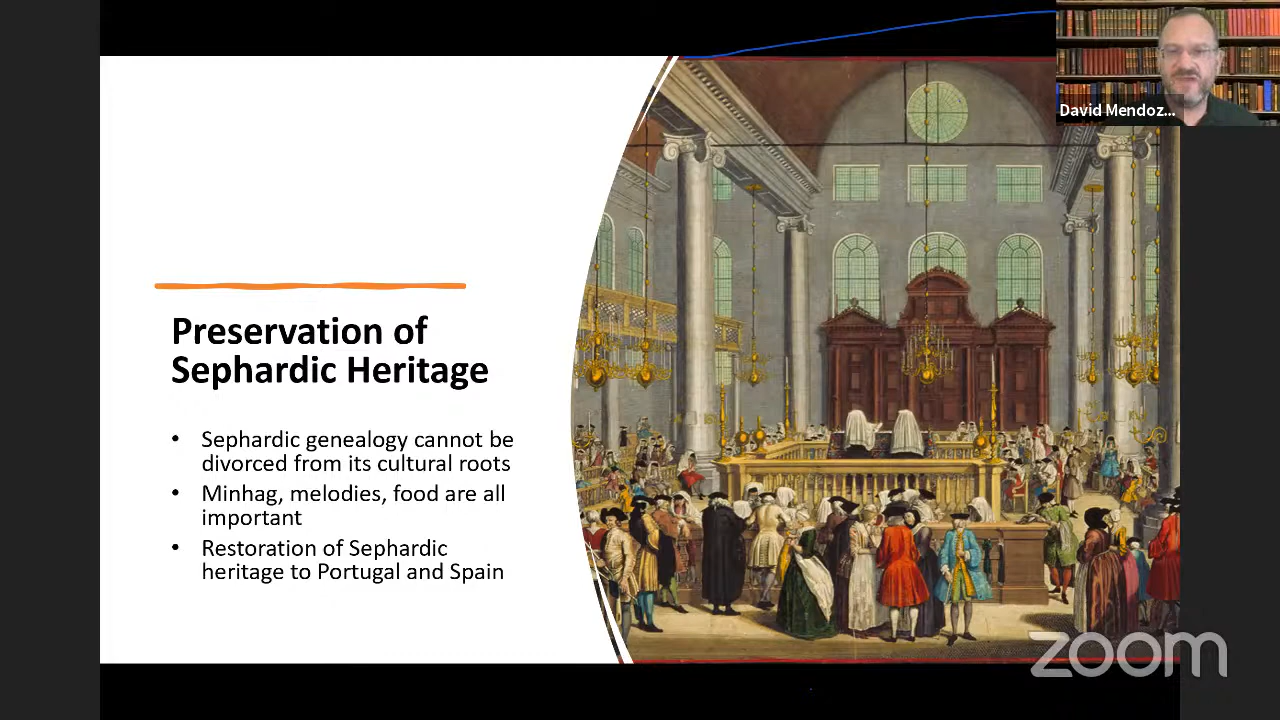 David Mendoz...
Preservation of
Sephardic Heritage
• Sephardic genealogy cannot be
divorced from its cultural roots
• Minhag, melodies, food are all
important
• Restoration of Sephardic
heritage to Portugal and Spain
zoom